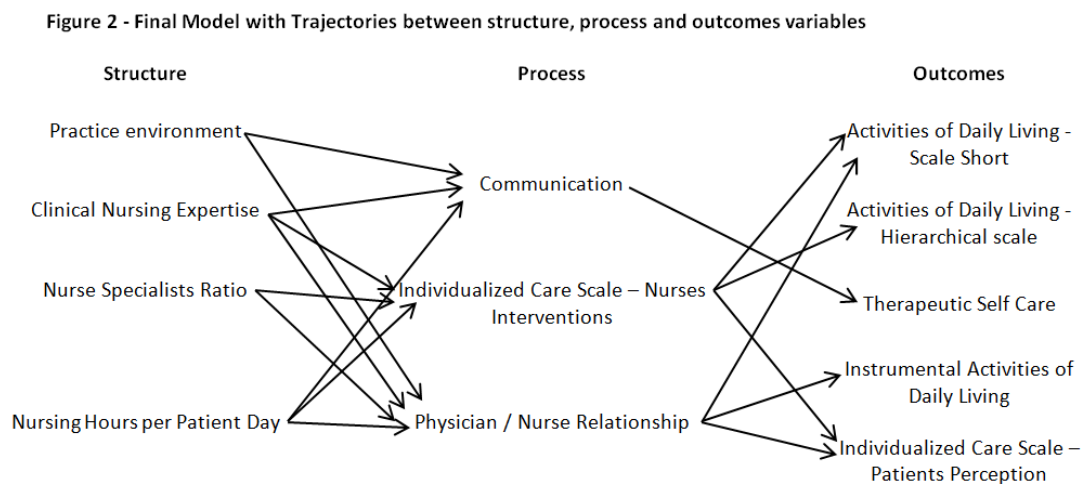 Figure 2 - Final Model with Trajectories between structure, process and outcomes variables
Structure
Process
Outcomes
Practice environment
Clinical Nursing Expertise
Nurse Specialists Ratio
Nursing Hours per Patient Day
Communication
Individualized Care Scale – Nurses
Interventions
Physician / Nurse Relationship
Activities of Daily Living -
Scale Short
Activities of Daily Living -
Hierarchical scale
Therapeutic Self Care
Instrumental Activities of
Daily Living
Individualized Care Scale –
Patients Perception